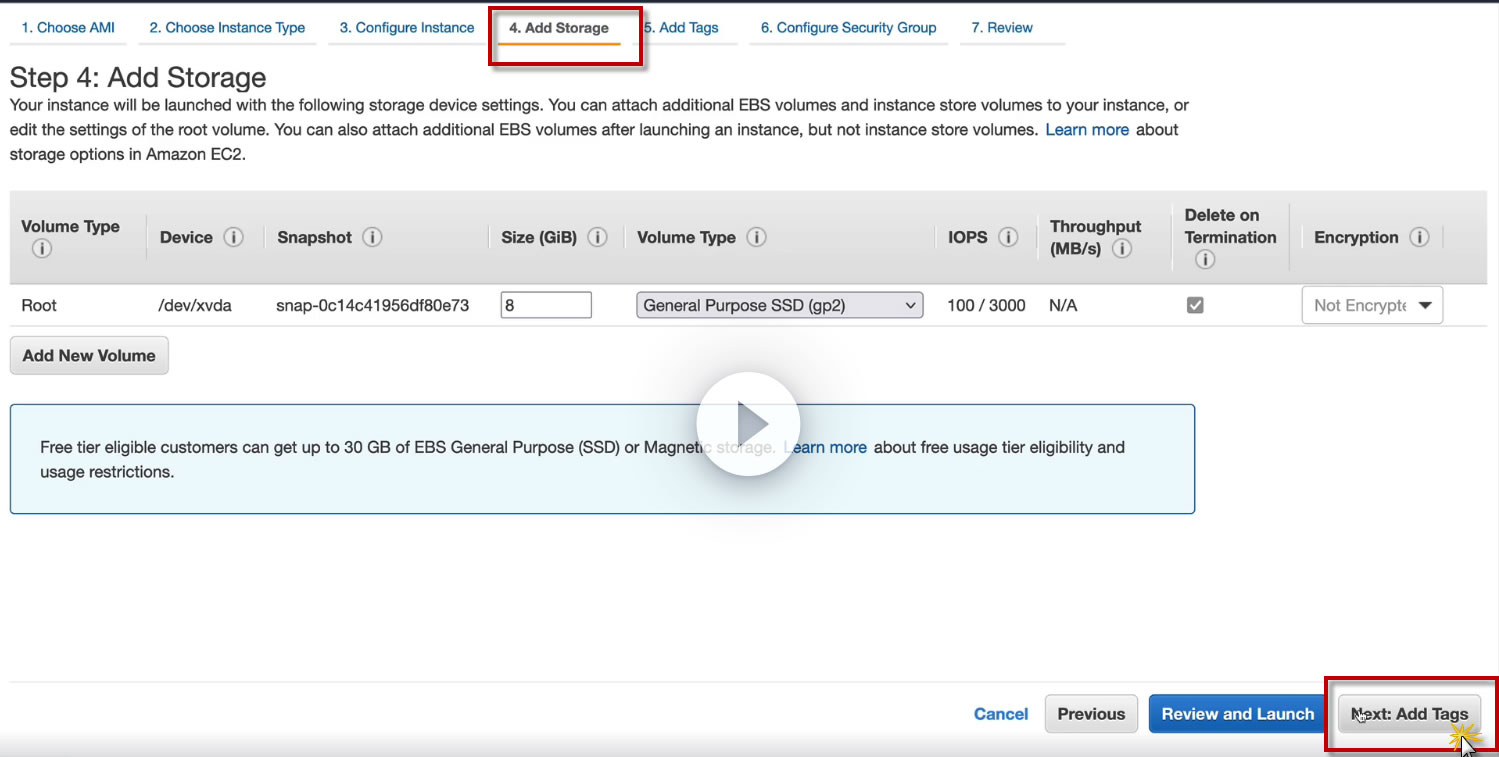 1. Choose AMI 2. Choose Instance Type 3. Configure Instance 4. Add Storage 5. Add Tags 6. Configure Security Group 7. Review
Step 4: Add Storage
Your instance will be launched with the following storage device settings. You can attach additional EBS volumes and instance store volumes to your instance, or
edit the settings of the root volume. You can also attach additional EBS volumes after launching an instance, but not instance store volumes. Learn more about
storage options in Amazon EC2.
Volume Type i Device i Snapshot i Size (GiB) i Volume Type i IOPS i Throughput (MB/s) i Delete on Termination i Encryption i
Root /dev/xvda snap-0c14c41956df80e73 8 General Purpose SSD (gp2) 100 / 3000 N/A Not Encrypte
Add New Volume
Free tier eligible customers can get up to 30 GB of EBS General Purpose (SSD) or Magnetic storage. Learn more about free usage tier eligibility and
usage restrictions.
Cancel Previous Review and Launch Next: Add Tags